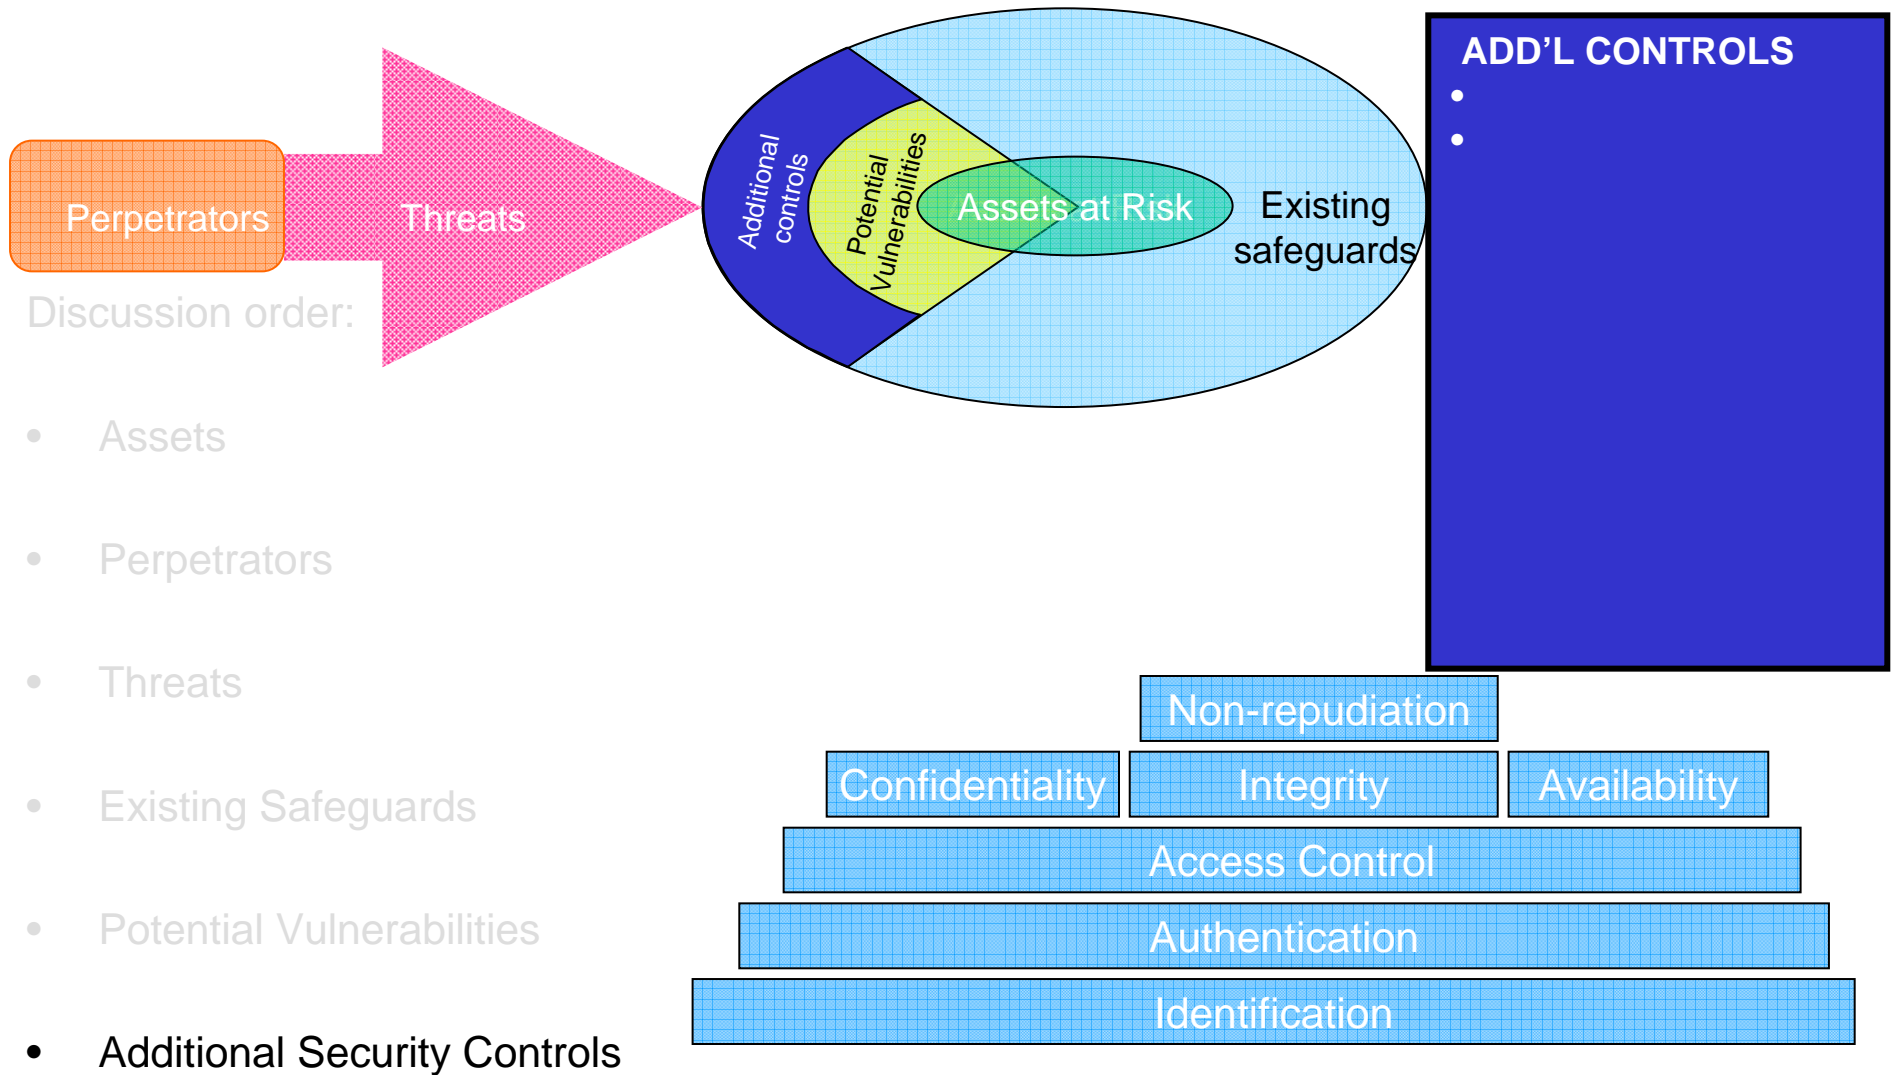 ADD’L CONTROLS
•
•
Perpetrators
Threats
Additional
controls
Potential
Vulnerabilities
Assets at Risk
Existing
safeguards
Discussion order:
• Assets
• Perpetrators
• Threats
• Existing Safeguards
• Potential Vulnerabilities
• Additional Security Controls
Non-repudiation
Confidentiality
Integrity
Availability
Access Control
Authentication
Identification